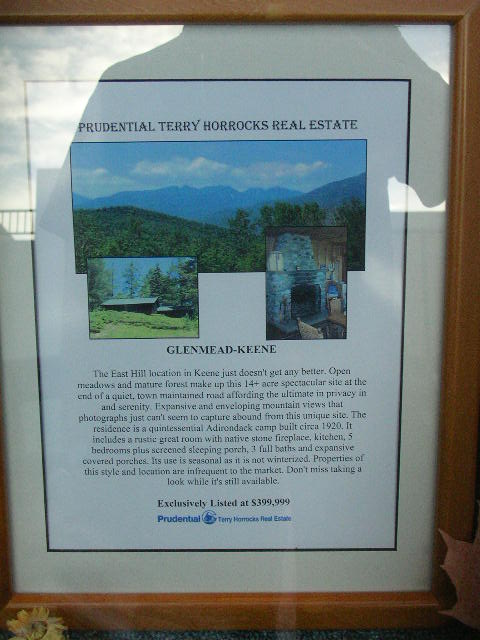 PRUDENTIAL TERRY HORROCKS REAL ESTATE
GLENMEAD-KEENE
The East Hill location in Keene just doesn't get any better. Open
meadows and mature forest make up this 14+ acre spectacular site at the
end of a quiet, town maintained road affording the ultimate in privacy in
and serenity. Expansive and enveloping mountain views that
photographs just can't seem to capture abound from this unique site. The
residence is a quintessential Adirondack camp built circa 1920. It
includes a rustic great room with native stone fireplace, kitchen, 5
bedrooms plus screened sleeping porch, 3 full baths and expansive
covered porches. Its use is seasonal as it is not winterized. Properties of
this style and location are infrequent to the market. Don't miss taking a
look while it's still available.
Exclusively Listed at $399,999
Prudential Terry Horrocks Real Estate